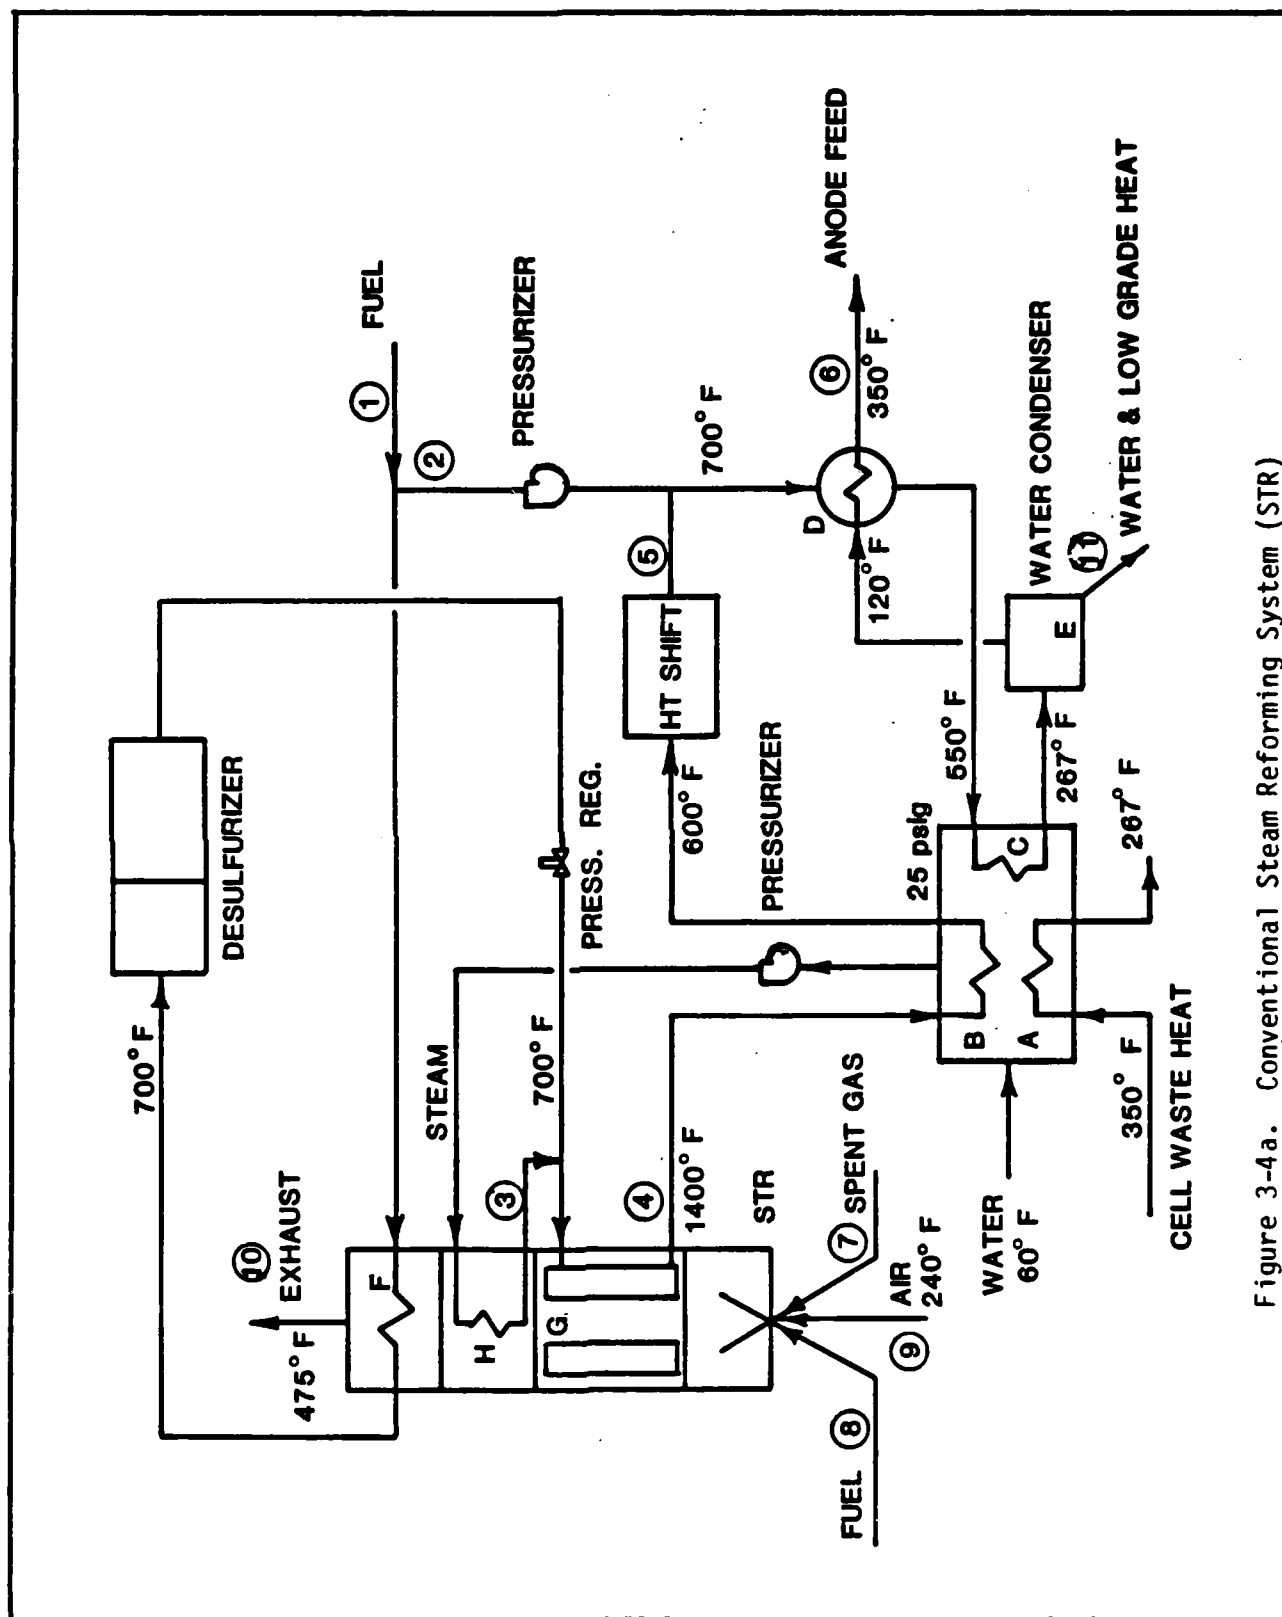 700° F
DESULFURIZER
10
EXHAUST
475° F
F
STEAM
H
3
700° F
PRESS. REG.
G
4
1400° F
STR
1
FUEL
2
PRESSURIZER
5
HT SHIFT
600° F
PRESSURIZER
700° F
D
6
ANODE FEED
350° F
120° F
550° F
25 psig
C
B
A
267° F
E
WATER CONDENSER
11
WATER & LOW GRADE HEAT
267° F
FUEL 8
7 SPENT GAS
AIR
240° F
9
WATER
60° F
350° F
CELL WASTE HEAT
Figure 3-4a. Conventional Steam Reforming System (STR)